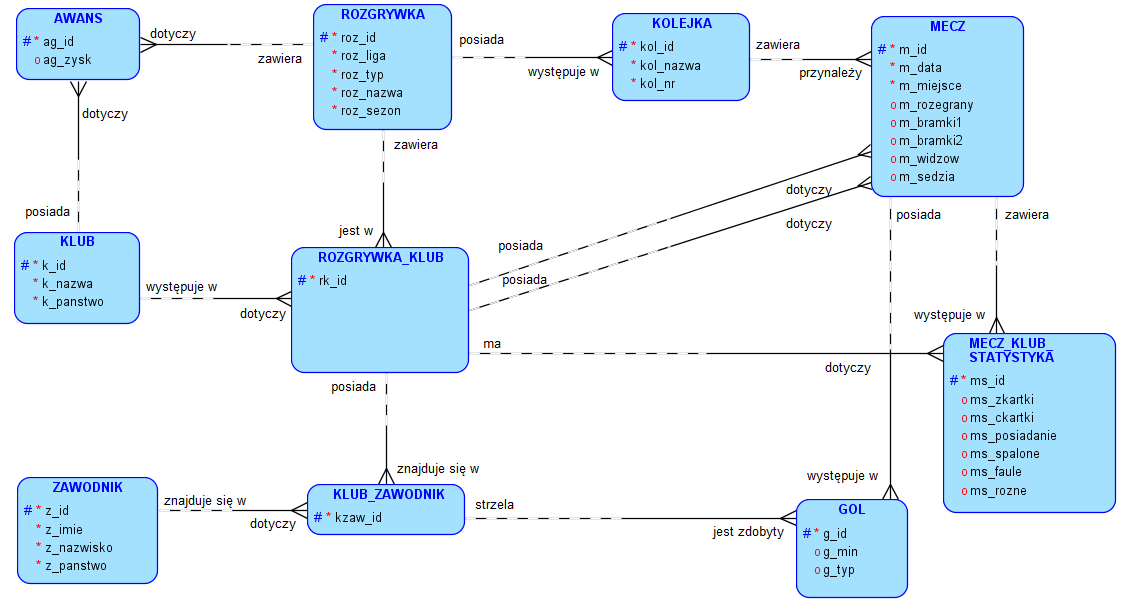 AWANS
# * ag_id
o ag_zysk
dotyczy
zawiera
ROZGRYWKA
# * roz_id
* roz_liga
* roz_typ
* roz_nazwa
* roz_sezon
posiada
występuje w
KOLEJKA
# * kol_id
* kol_nazwa
* kol_nr
zawiera
przynależy
MECZ
# * m_id
* m_data
* m_miejsce
o m_rozegrany
o m_bramki1
o m_bramki2
o m_widzow
o m_sedzia
dotyczy
posiada
zawiera
jest w
dotyczy
dotyczy
posiada
posiada
posiada
zawiera
KLUB
# * k_id
* k_nazwa
* k_panstwo
występuje w
dotyczy
ROZGRYWKA_KLUB
# * rk_id
ma
dotyczy
występuje w
MECZ_KLUB_
STATYSTYKA
# * ms_id
o ms_zkartki
o ms_ckartki
o ms_posiadanie
o ms_spalone
o ms_faule
o ms_rozne
posiada
znajduje się w
występuje w
ZAWODNIK
# * z_id
* z_imie
* z_nazwisko
* z_panstwo
znajduje się w
dotyczy
KLUB_ZAWODNIK
# * kzaw_id
strzela
jest zdobyty
GOL
# * g_id
o g_min
o g_typ